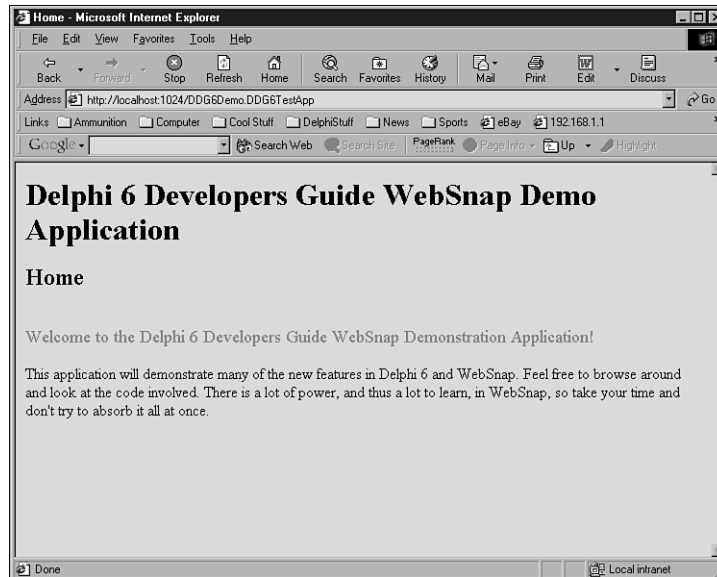 Home - Microsoft Internet Explorer
File Edit View Favorites Tools Help
Back Forward Stop Refresh Home Search Favorites History Mail Print Edit Discuss
Address http://localhost:1024/DDG6Demo.DDG6TestApp Go
Links Ammunition Computer Cool Stuff DelphiStuff News Sports eBay 192.168.1.1
Google Search Web Search Site PageRank Page Info Up Highlight
Delphi 6 Developers Guide WebSnap Demo
Application
Home
Welcome to the Delphi 6 Developers Guide WebSnap Demonstration Application!
This application will demonstrate many of the new features in Delphi 6 and WebSnap. Feel free to browse around
and look at the code involved. There is a lot of power, and thus a lot to learn, in WebSnap, so take your time and
don't try to absorb it all at once.
Done Local intranet